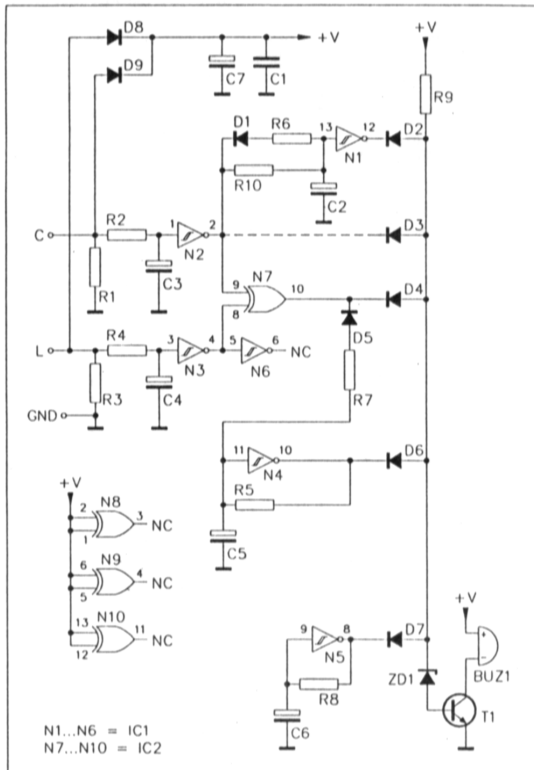 D8
+V
+V
D9
C7
C1
R9
D1
R6
13
12
D2
N1
R10
C2
C
R2
1
2
D3
N2
N7
R1
C3
9
10
D4
8
L
R4
3
4
5
6
NC
D5
N3
N6
R7
R3
C4
GND
+V
11
10
D6
N4
N8
2
3
NC
R5
1
N9
6
4
NC
C5
5
N10
+V
13
11
NC
9
8
D7
12
N5
BUZ1
ZD1
R8
T1
C6
N1...N6 = IC1
N7...N10 = IC2
+
−